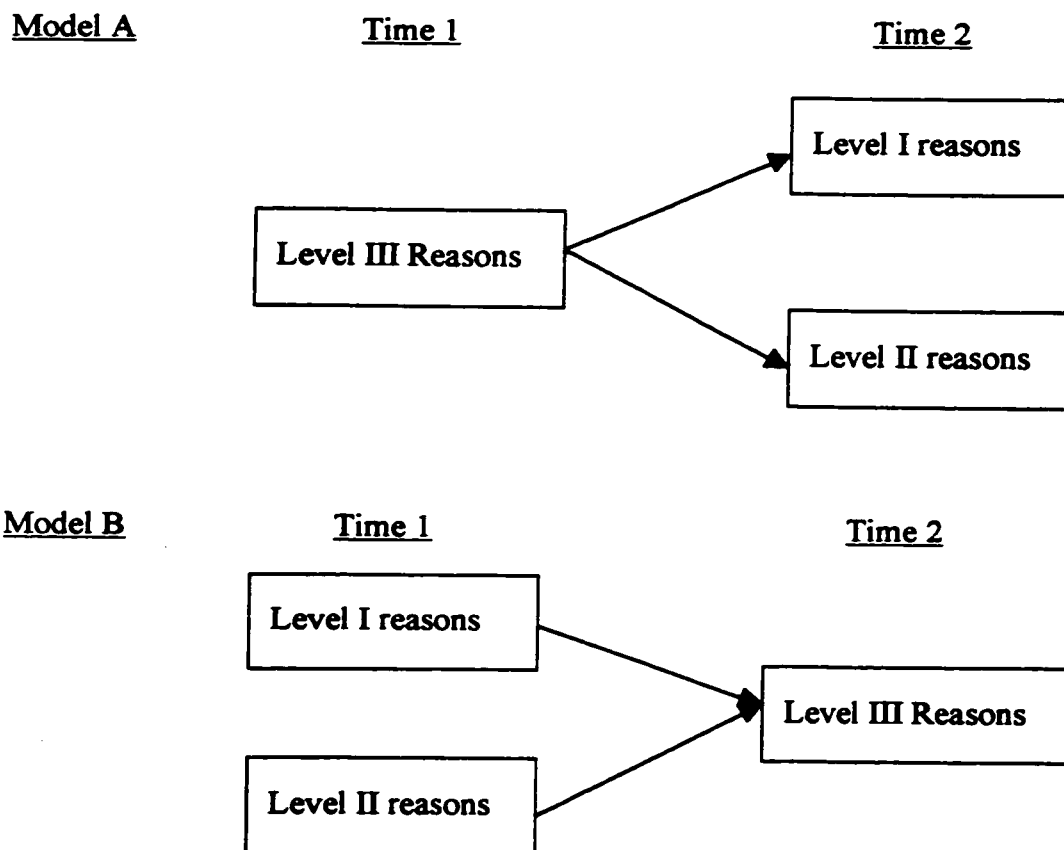 Model A Time 1 Time 2
Level I reasons
Level III Reasons
Level II reasons
Model B Time 1 Time 2
Level I reasons
Level III Reasons
Level II reasons